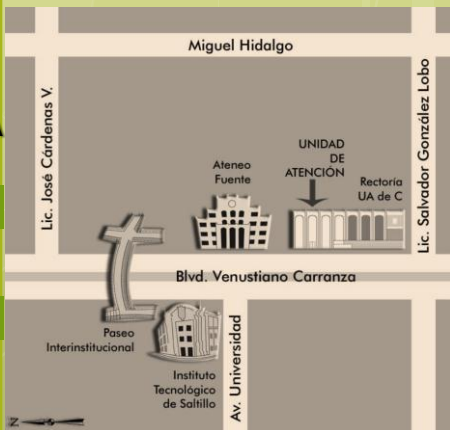 Miguel Hidalgo
Lic. José Cárdenas V.
Lic. Salvador González Lobo
UNIDAD
DE
ATENCIÓN
Ateneo
Fuente
Rectoría
UA de C
Blvd. Venustiano Carranza
Paseo
Interinstitucional
Instituto
Tecnológico
de Saltillo
Av. Universidad
Z